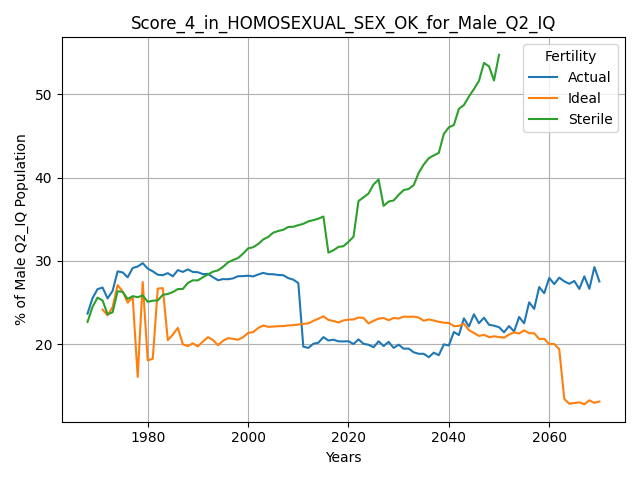 Score_4_in_HOMOSEXUAL_SEX_OK_for_Male_Q2_IQ
Fertility
Actual
Ideal
Sterile
% of Male Q2_IQ Population
50
40
30
20
1980
2000
2020
2040
2060
Years